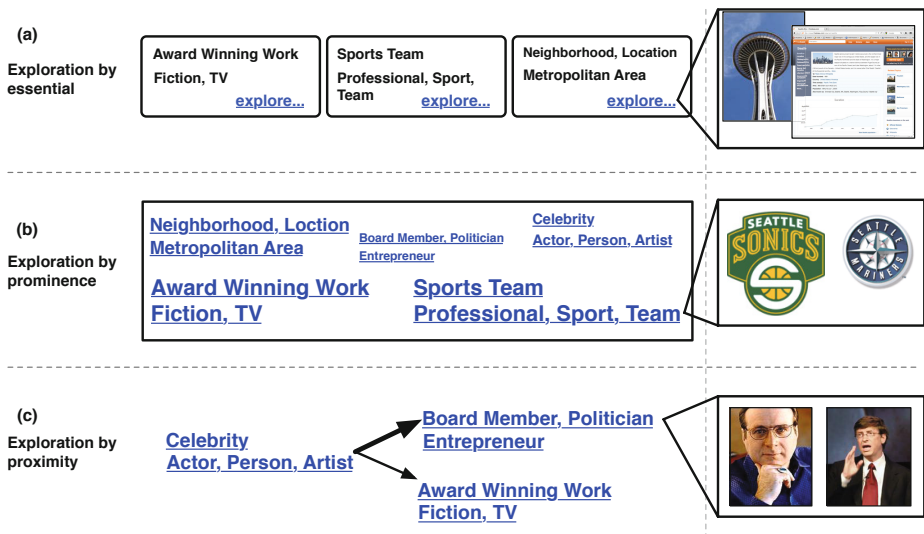 (a)
Exploration by
essential
Award Winning Work
Fiction, TV
explore...
Sports Team
Professional, Sport,
Team
explore...
Neighborhood, Location
Metropolitan Area
explore...
(b)
Exploration by
prominence
Neighborhood, Loction
Metropolitan Area
Board Member, Politician
Entrepreneur
Celebrity
Actor, Person, Artist
Award Winning Work
Fiction, TV
Sports Team
Professional, Sport, Team
SEATTLE
SONICS
SEATTLE
MARINERS
(c)
Exploration by
proximity
Celebrity
Actor, Person, Artist
Board Member, Politician
Entrepreneur
Award Winning Work
Fiction, TV